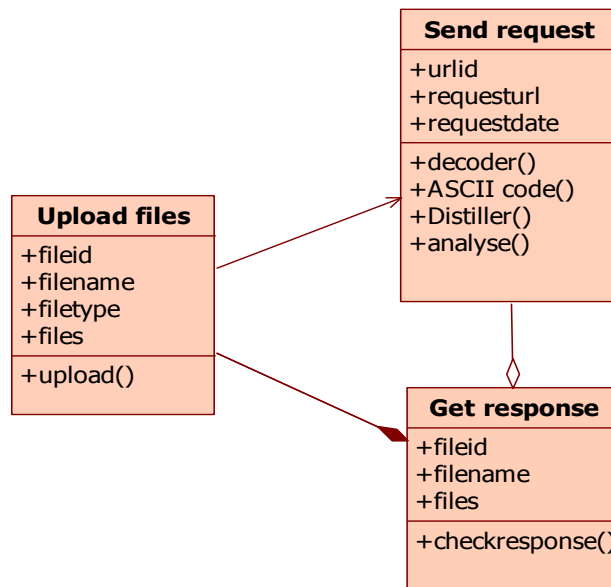 Send request
+urlid
+requesturl
+requestdate
+decoder()
+ASCII code()
+Distiller()
+analyse()
Upload files
+fileid
+filename
+filetype
+files
+upload()
Get response
+fileid
+filename
+files
+checkresponse()